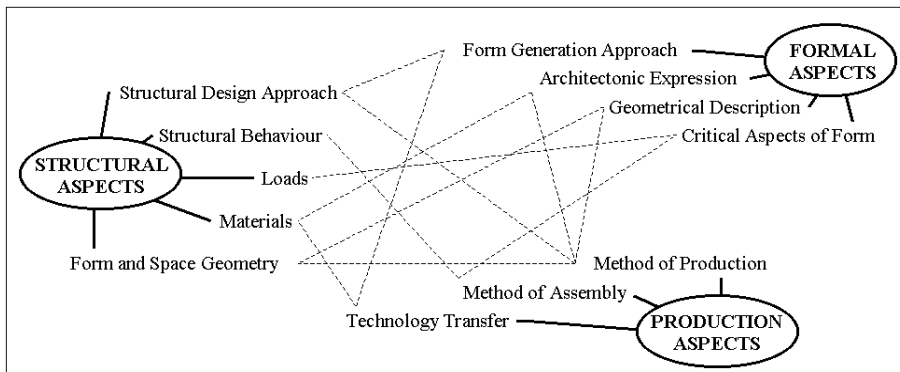 Form Generation Approach
FORMAL
ASPECTS
Architectonic Expression
Structural Design Approach
Geometrical Description
Structural Behaviour
Critical Aspects of Form
STRUCTURAL
ASPECTS
Loads
Materials
Form and Space Geometry
Method of Production
Method of Assembly
Technology Transfer
PRODUCTION
ASPECTS